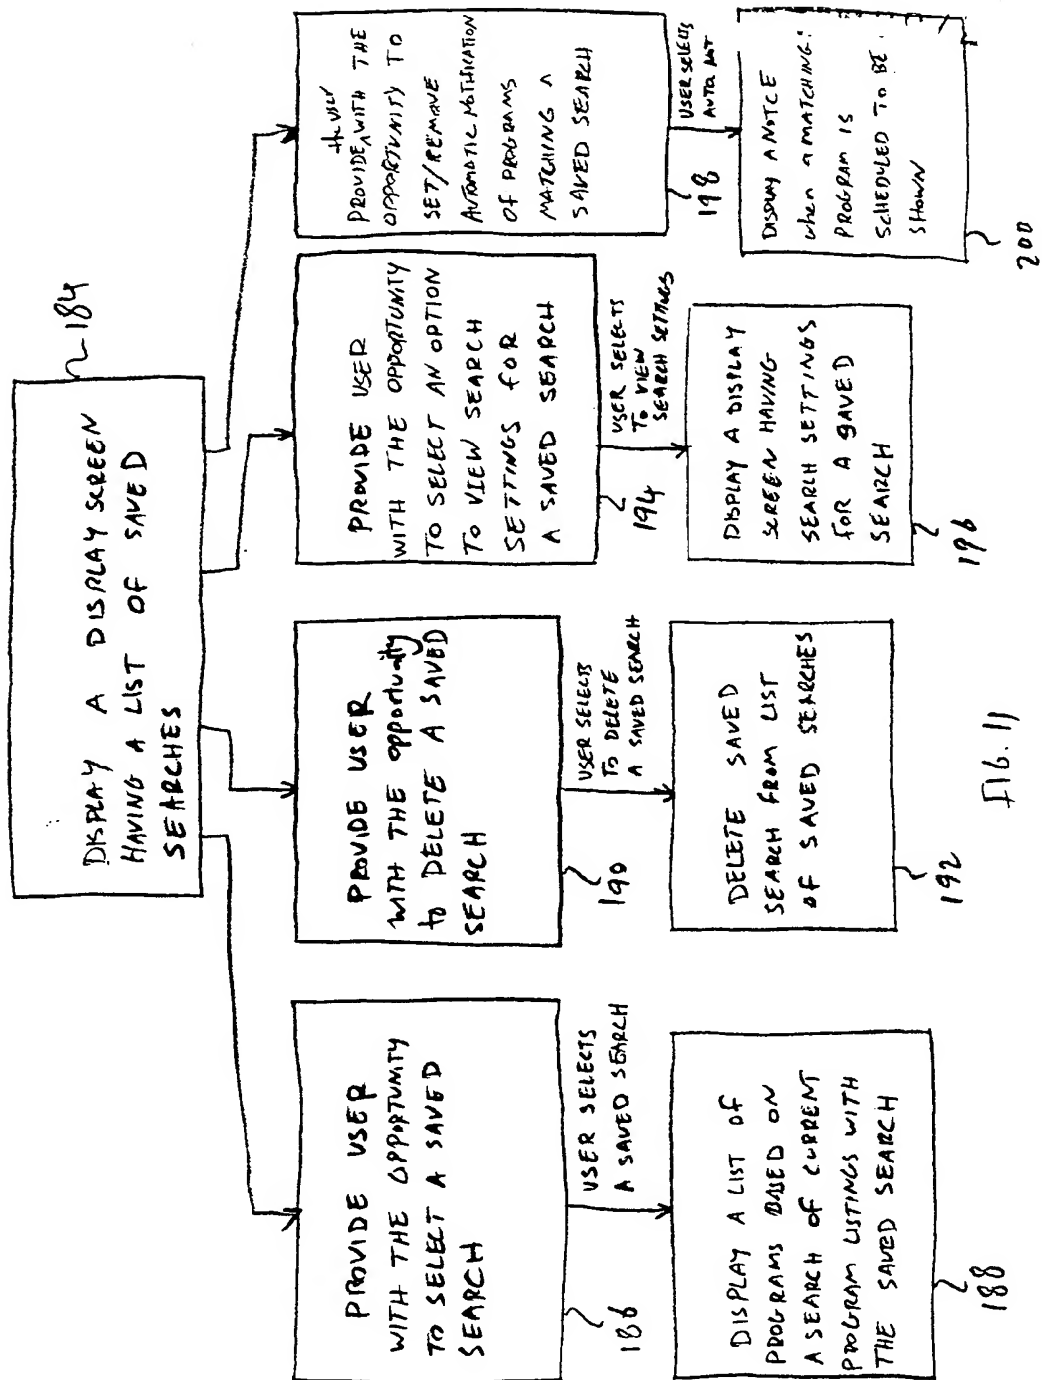 DISPLAY A DISPLAY SCREEN
HAVING A LIST OF SAVED
SEARCHES
184
PROVIDE USER
WITH THE OPPORTUNITY
TO SELECT A SAVED
SEARCH
186
USER SELECTS
A SAVED SEARCH
DISPLAY A LIST OF
PROGRAMS BASED ON
A SEARCH OF CURRENT
PROGRAM LISTINGS WITH
THE SAVED SEARCH
188
PROVIDE USER
WITH THE opportunity
to DELETE A SAVED
SEARCH
190
USER SELECTS
TO DELETE
A SAVED SEARCH
DELETE SAVED
SEARCH FROM LIST
OF SAVED SEARCHES
192
PROVIDE USER
WITH THE OPPORTUNITY
TO SELECT AN OPTION
TO VIEW SEARCH
SETTINGS FOR
A SAVED SEARCH
194
USER SELECTS
TO VIEW
SEARCH SETTINGS
DISPLAY A DISPLAY
SCREEN HAVING
SEARCH SETTINGS
FOR A SAVED
SEARCH
196
the USER
PROVIDE WITH THE
OPPORTUNITY TO
SET/REMOVE
AUTOMATIC NOTIFICATION
OF PROGRAMS
MATCHING A
SAVED SEARCH
198
USER SELECTS
AUTO NOT
DISPLAY A NOTCE
when a MATCHING
PROGRAM IS
SCHEDULED TO BE
SHOWN
200
FIG. 11